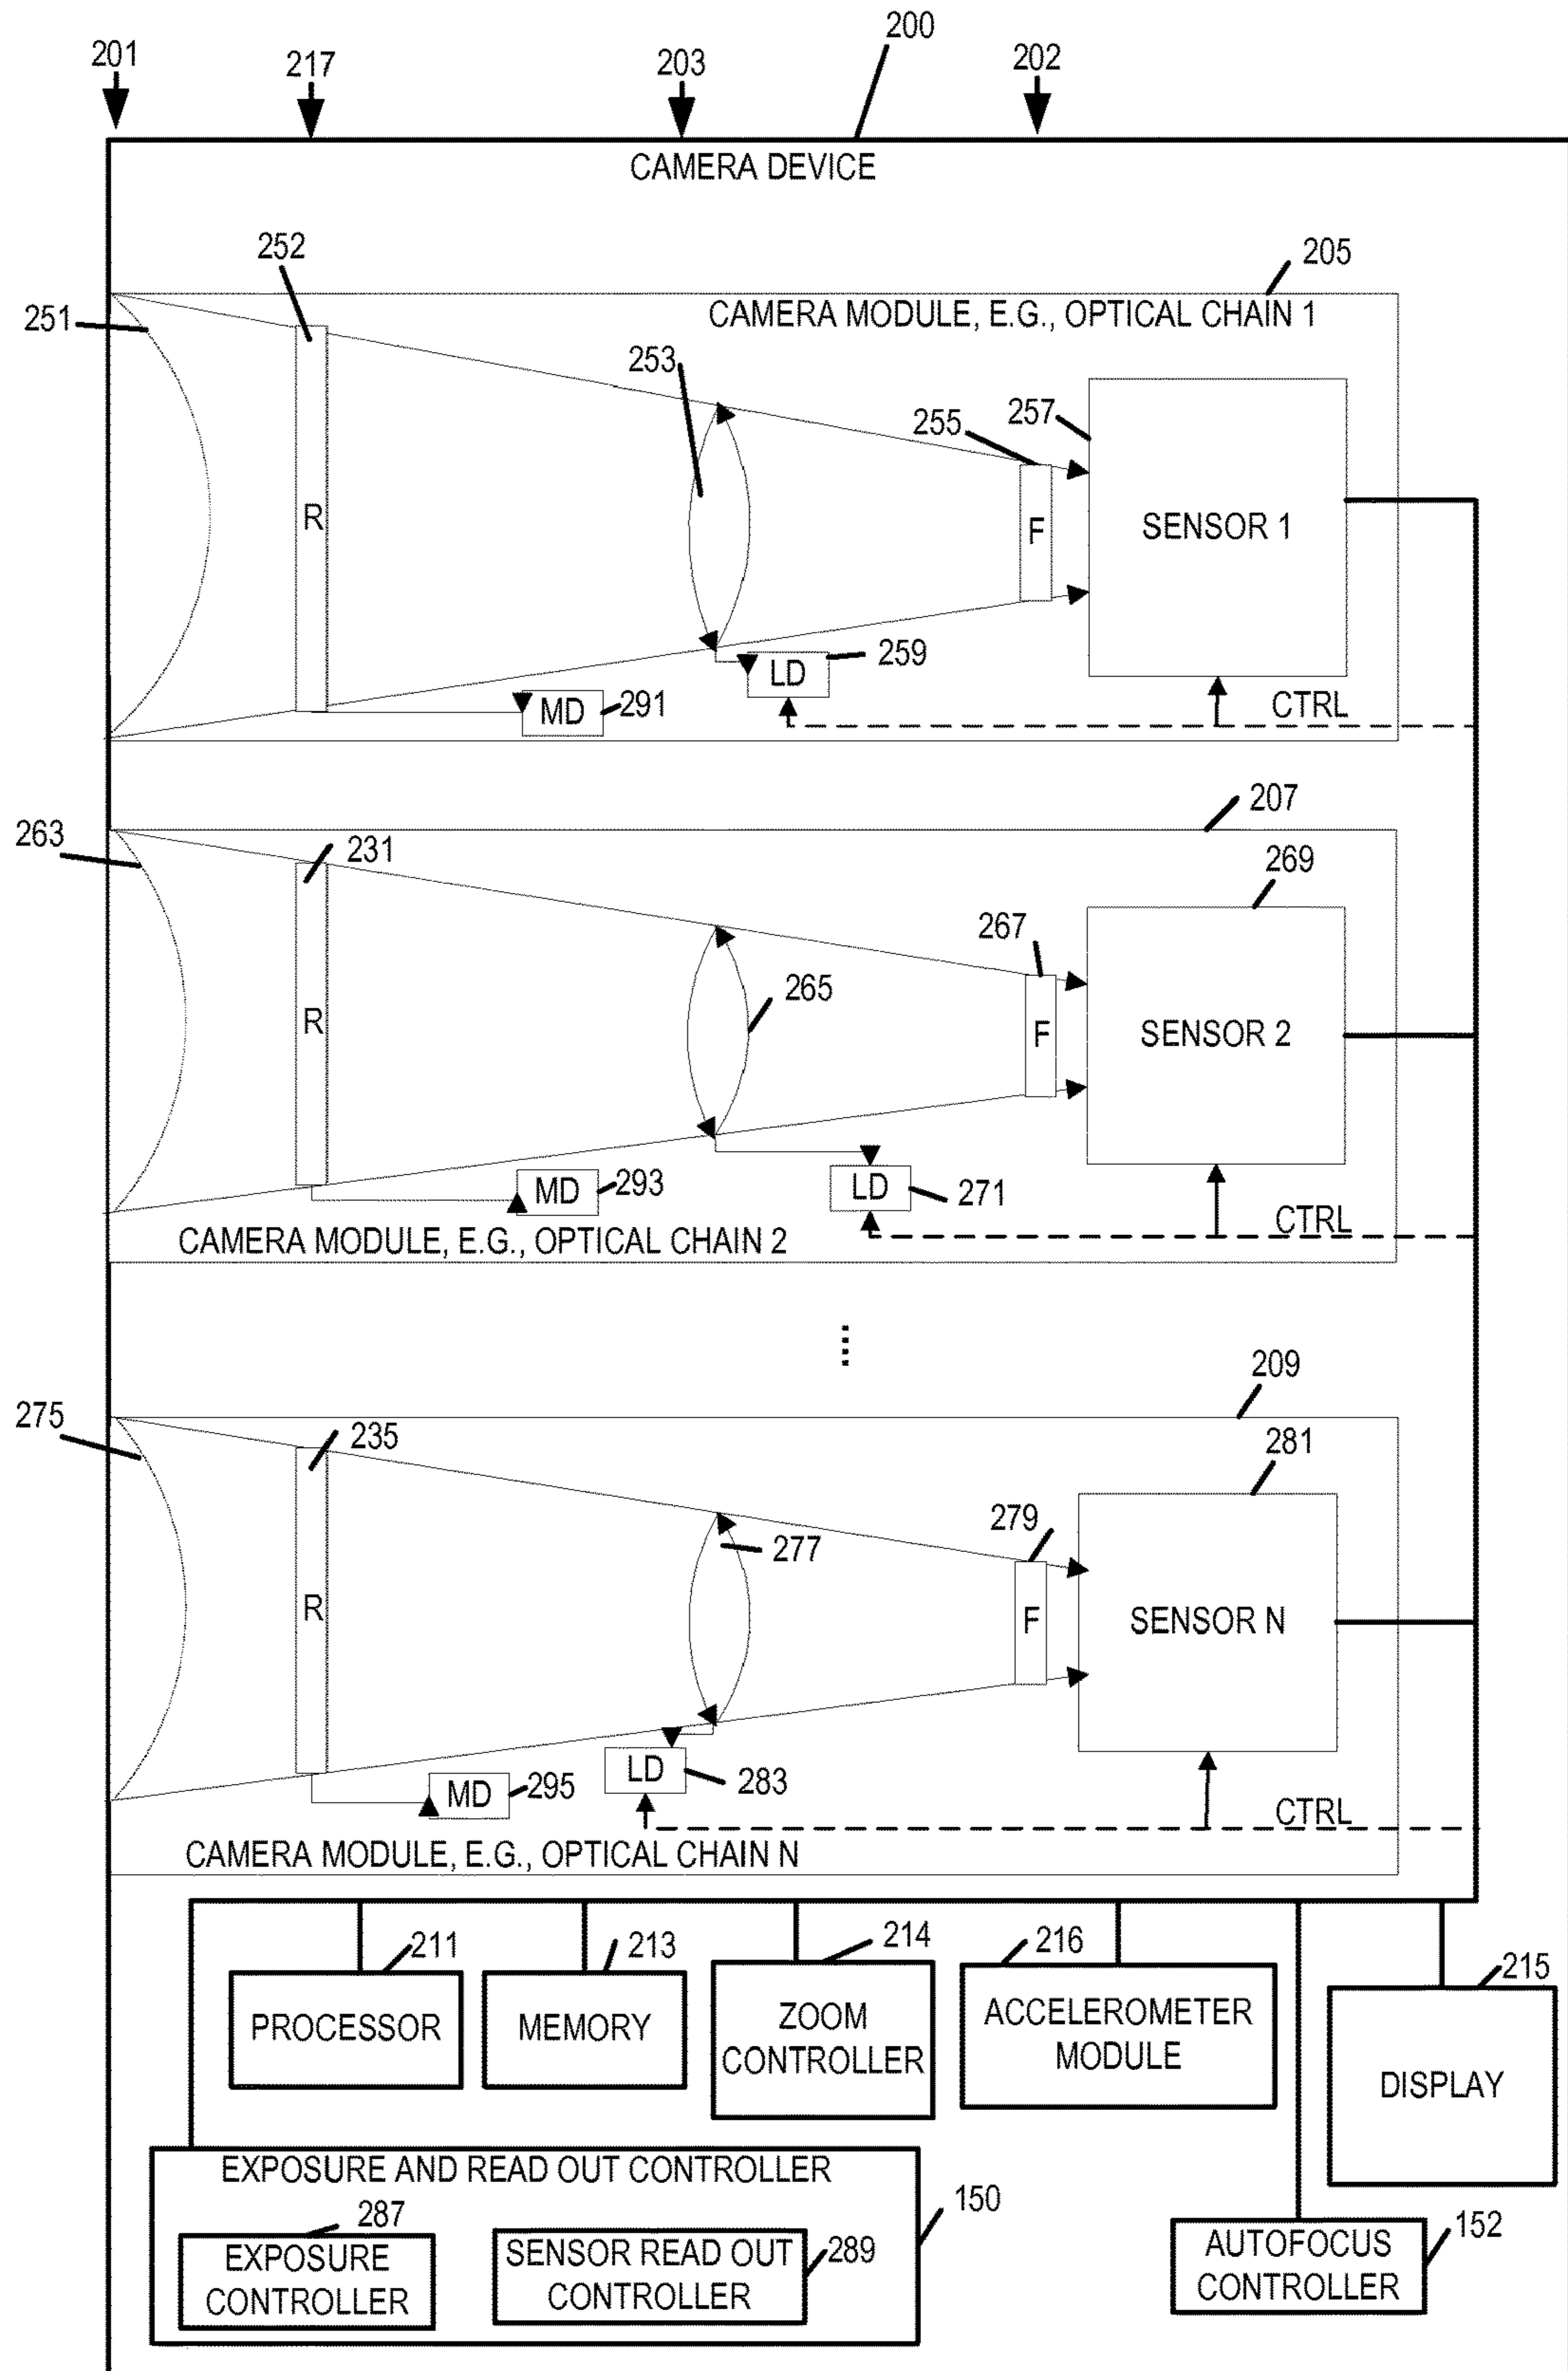 200
201 217 203 202
CAMERA DEVICE
252 205
CAMERA MODULE, E.G., OPTICAL CHAIN 1
251
253
255 257
R F SENSOR 1
259
LD
MD 291
CTRL
207
263
231
269
267
265
R F SENSOR 2
MD 293
LD 271
CTRL
CAMERA MODULE, E.G., OPTICAL CHAIN 2
....
209
275
235
281
279
277
R F SENSOR N
LD 283
MD 295
CTRL
CAMERA MODULE, E.G., OPTICAL CHAIN N
211 213 214 216 215
PROCESSOR
MEMORY
ZOOM
CONTROLLER
ACCELEROMETER
MODULE
DISPLAY
EXPOSURE AND READ OUT CONTROLLER
150
287
EXPOSURE
CONTROLLER
SENSOR READ OUT
CONTROLLER
289
AUTOFOCUS
CONTROLLER
152